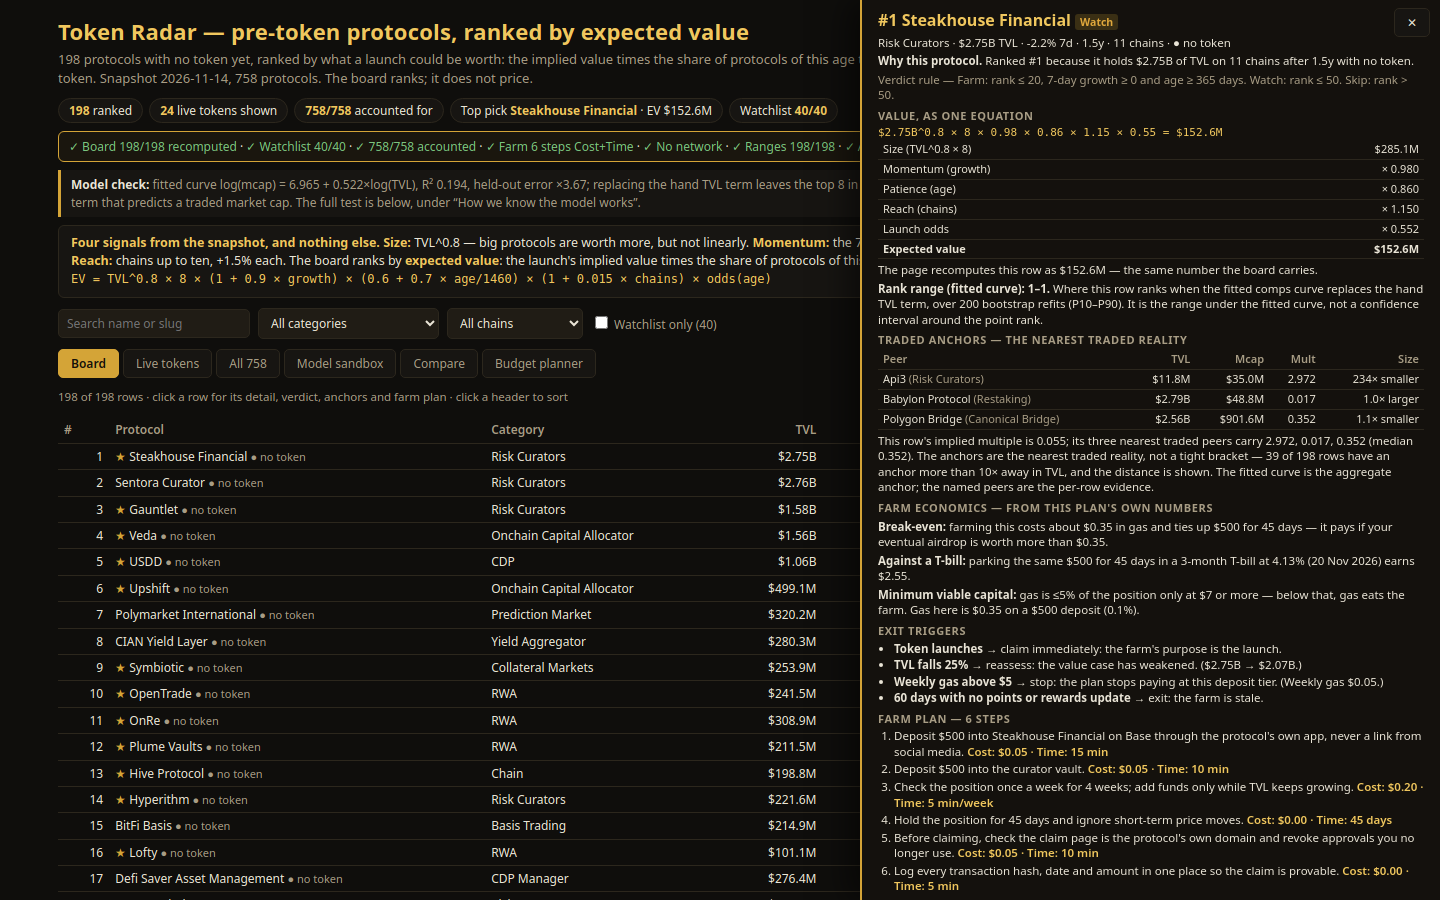 Token Radar — pre-token protocols, ranked by expected value
198 protocols with no token yet, ranked by what a launch could be worth: the implied value times the share of protocols of this age
token. Snapshot 2026-11-14, 758 protocols. The board ranks; it does not price.
198 ranked
24 live tokens shown
758/758 accounted for
Top pick Steakhouse Financial · EV $152.6M
Watchlist 40/40
✓ Board 198/198 recomputed · ✓ Watchlist 40/40 · ✓ 758/758 accounted · ✓ Farm 6 steps Cost+Time · ✓ No network · ✓ Ranges 198/198 · ✓
Model check: fitted curve log(mcap) = 6.965 + 0.522×log(TVL), R² 0.194, held-out error ×3.67; replacing the hand TVL term leaves the top 8 in
term that predicts a traded market cap. The full test is below, under “How we know the model works”.
Four signals from the snapshot, and nothing else. Size: TVL^0.8 — big protocols are worth more, but not linearly. Momentum: the 7
Reach: chains up to ten, +1.5% each. The board ranks by expected value: the launch's implied value times the share of protocols of this
EV = TVL^0.8 × 8 × (1 + 0.9 × growth) × (0.6 + 0.7 × age/1460) × (1 + 0.015 × chains) × odds(age)
Search name or slug
All categories
All chains
Watchlist only (40)
Board
Live tokens
All 758
Model sandbox
Compare
Budget planner
198 of 198 rows · click a row for its detail, verdict, anchors and farm plan · click a header to sort
# Protocol Category TVL
1 ★ Steakhouse Financial ● no token Risk Curators $2.75B
2 Sentora Curator ● no token Risk Curators $2.76B
3 ★ Gauntlet ● no token Risk Curators $1.58B
4 ★ Veda ● no token Onchain Capital Allocator $1.56B
5 ★ USDD ● no token CDP $1.06B
6 ★ Upshift ● no token Onchain Capital Allocator $499.1M
7 Polymarket International ● no token Prediction Market $320.2M
8 CIAN Yield Layer ● no token Yield Aggregator $280.3M
9 ★ Symbiotic ● no token Collateral Markets $253.9M
10 ★ OpenTrade ● no token RWA $241.5M
11 ★ OnRe ● no token RWA $308.9M
12 ★ Plume Vaults ● no token RWA $211.5M
13 ★ Hive Protocol ● no token Chain $198.8M
14 ★ Hyperithm ● no token Risk Curators $221.6M
15 BitFi Basis ● no token Basis Trading $214.9M
16 ★ Lofty ● no token RWA $101.1M
17 Defi Saver Asset Management ● no token CDP Manager $276.4M
#1 Steakhouse Financial Watch
×
Risk Curators · $2.75B TVL · -2.2% 7d · 1.5y · 11 chains · ● no token
Why this protocol. Ranked #1 because it holds $2.75B of TVL on 11 chains after 1.5y with no token.
Verdict rule — Farm: rank ≤ 20, 7-day growth ≥ 0 and age ≥ 365 days. Watch: rank ≤ 50. Skip: rank >
50.
VALUE, AS ONE EQUATION
$2.75B^0.8 × 8 × 0.98 × 0.86 × 1.15 × 0.55 = $152.6M
Size (TVL^0.8 × 8) $285.1M
Momentum (growth) × 0.980
Patience (age) × 0.860
Reach (chains) × 1.150
Launch odds × 0.552
Expected value $152.6M
The page recomputes this row as $152.6M — the same number the board carries.
Rank range (fitted curve): 1–1. Where this row ranks when the fitted comps curve replaces the hand
TVL term, over 200 bootstrap refits (P10–P90). It is the range under the fitted curve, not a confidence
interval around the point rank.
TRADED ANCHORS — THE NEAREST TRADED REALITY
Peer TVL Mcap Mult Size
Api3 (Risk Curators) $11.8M $35.0M 2.972 234× smaller
Babylon Protocol (Restaking) $2.79B $48.8M 0.017 1.0× larger
Polygon Bridge (Canonical Bridge) $2.56B $901.6M 0.352 1.1× smaller
This row's implied multiple is 0.055; its three nearest traded peers carry 2.972, 0.017, 0.352 (median
0.352). The anchors are the nearest traded reality, not a tight bracket — 39 of 198 rows have an
anchor more than 10× away in TVL, and the distance is shown. The fitted curve is the aggregate
anchor; the named peers are the per-row evidence.
FARM ECONOMICS — FROM THIS PLAN'S OWN NUMBERS
Break-even: farming this costs about $0.35 in gas and ties up $500 for 45 days — it pays if your
eventual airdrop is worth more than $0.35.
Against a T-bill: parking the same $500 for 45 days in a 3-month T-bill at 4.13% (20 Nov 2026) earns
$2.55.
Minimum viable capital: gas is ≤5% of the position only at $7 or more — below that, gas eats the
farm. Gas here is $0.35 on a $500 deposit (0.1%).
EXIT TRIGGERS
• Token launches → claim immediately: the farm's purpose is the launch.
• TVL falls 25% → reassess: the value case has weakened. ($2.75B → $2.07B.)
• Weekly gas above $5 → stop: the plan stops paying at this deposit tier. (Weekly gas $0.05.)
• 60 days with no points or rewards update → exit: the farm is stale.
FARM PLAN — 6 STEPS
1. Deposit $500 into Steakhouse Financial on Base through the protocol's own app, never a link from
social media. Cost: $0.05 · Time: 15 min
2. Deposit $500 into the curator vault. Cost: $0.05 · Time: 10 min
3. Check the position once a week for 4 weeks; add funds only while TVL keeps growing. Cost: $0.20 ·
Time: 5 min/week
4. Hold the position for 45 days and ignore short-term price moves. Cost: $0.00 · Time: 45 days
5. Before claiming, check the claim page is the protocol's own domain and revoke approvals you no
longer use. Cost: $0.05 · Time: 10 min
6. Log every transaction hash, date and amount in one place so the claim is provable. Cost: $0.00 ·
Time: 5 min